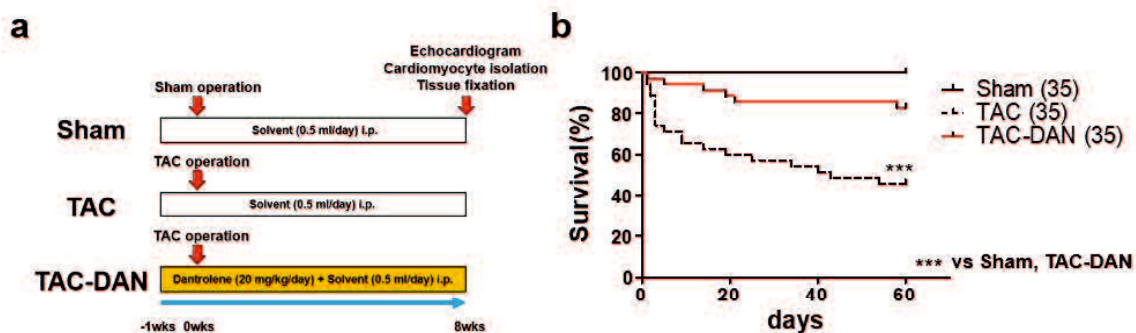 a
Echocardiogram
Cardiomyocyte isolation
Tissue fixation
Sham operation
Sham
Solvent (0.5 ml/day) i.p.
TAC operation
TAC
Solvent (0.5 ml/day) i.p.
TAC operation
TAC-DAN
Dantrolene (20 mg/kg/day) + Solvent (0.5 ml/day) i.p.
-1wks 0wks 8wks
b
Survival(%)
100
80
60
40
20
0
0 20 40 60
days
Sham (35)
TAC (35)
TAC-DAN (35)
***
*** vs Sham, TAC-DAN